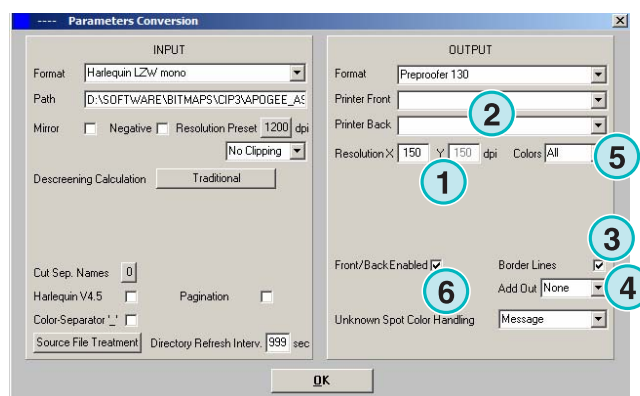 ---- Parameters Conversion
INPUT
Format Harlequin LZW mono
Path D:\SOFTWARE\BITMAPS\CIP3\APOGEE_AS
Mirror Negative Resolution Preset 1200 dpi
No Clipping
Descreening Calculation Traditional
Cut Sep. Names 0
Harlequin V4.5 Pagination
Color-Separator '_'
Source File Treatment Directory Refresh Interv. 999 sec
OUTPUT
Format Preproofer 130
Printer Front
2
Printer Back
Resolution X 150 Y 150 dpi Colors All 5
1
3
Front/Back Enabled Border Lines
6 Add Out None 4
Unknown Spot Color Handling Message
OK